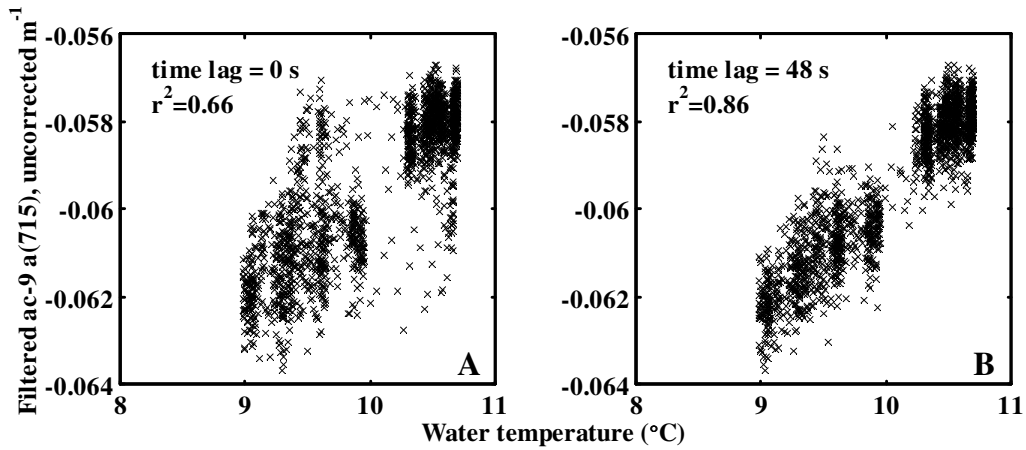 Filtered ac-9 a(715), uncorrected m⁻¹
-0.056
-0.058
-0.06
-0.062
-0.064
time lag = 0 s
r²=0.66
A
8
9
10
11
-0.056
-0.058
-0.06
-0.062
-0.064
time lag = 48 s
r²=0.86
B
8
9
10
11
Water temperature (°C)